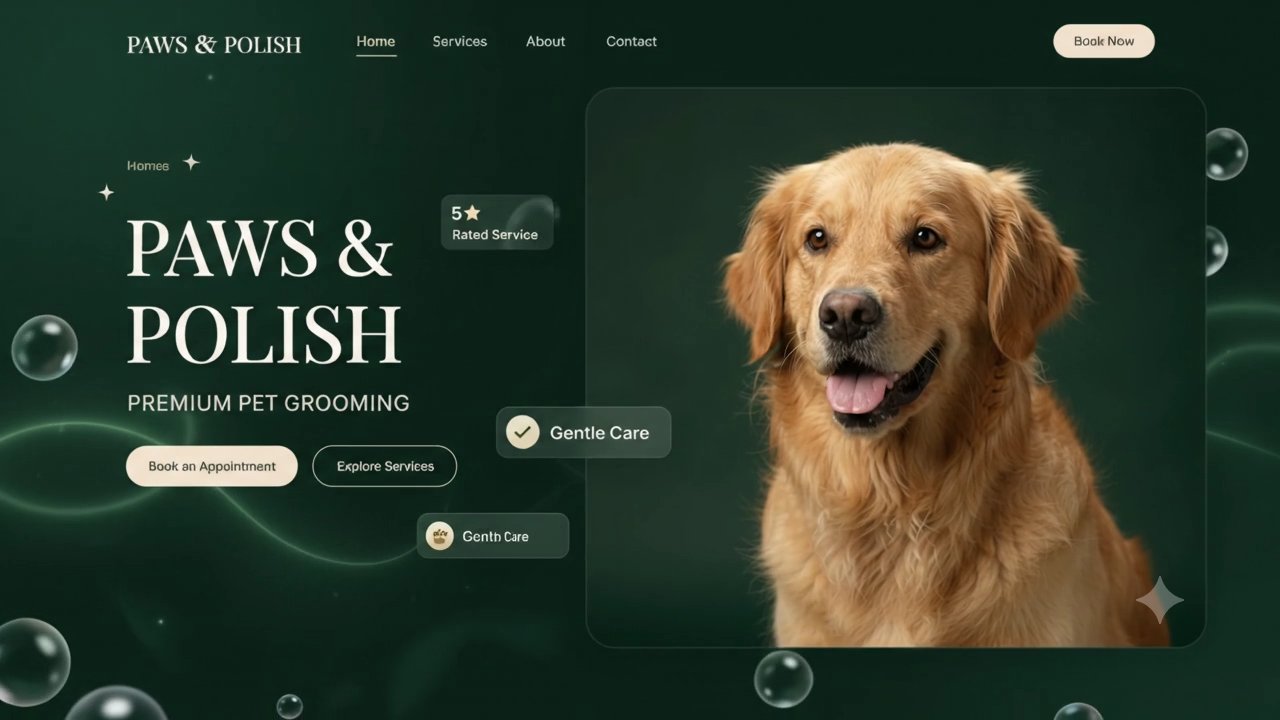 PAWS & POLISH
Home
Services
About
Contact
Book Now
Homes
PAWS &
POLISH
PREMIUM PET GROOMING
Book an Appointment
Explore Services
5
Rated Service
Gentle Care
Genth Care